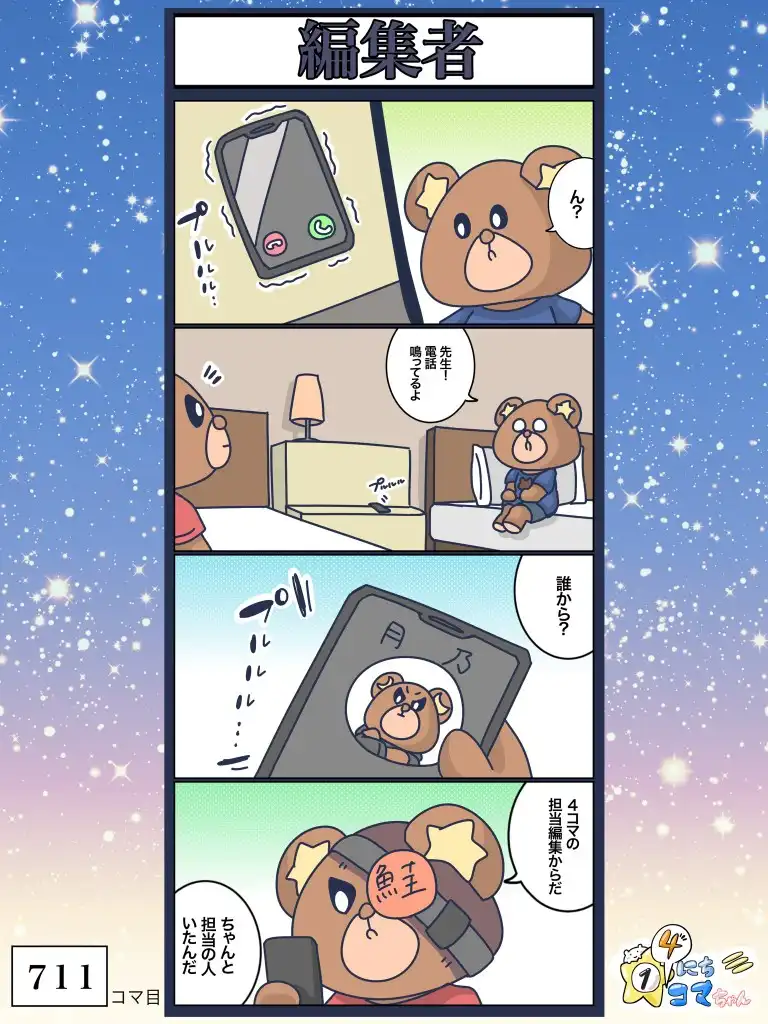 編集者
ん?
プルルル…
先生!
電話
鳴ってるよ
プルルル
誰から?
プルルルル…
月乃
4コマの
担当編集からだ
鮭
ちゃんと
担当の人
いたんだ
711
コマ目
1
にち
4
コマ
ちゃん